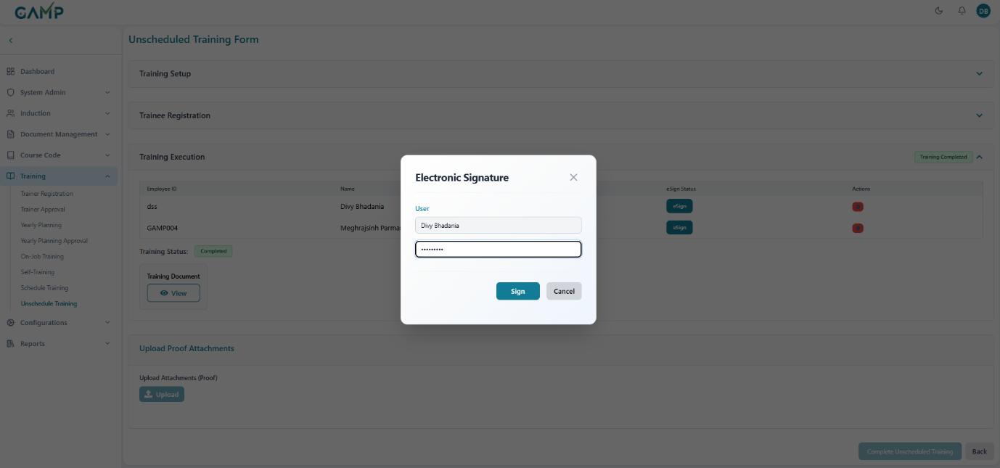 GAMP
DB
Unscheduled Training Form
Dashboard
System Admin
Induction
Document Management
Course Code
Training
Trainer Registration
Trainer Approval
Yearly Planning
Yearly Planning Approval
On-Job Training
Self-Training
Schedule Training
Unschedule Training
Configurations
Reports
Training Setup
Trainee Registration
Training Execution
Training Completed
Employee ID Name eSign Status Actions
dss Divy Bhadania eSign
GAMP004 Meghrajsinh Parma eSign
Training Status: Completed
Training Document
View
Upload Proof Attachments
Upload Attachments (Proof)
Upload
Complete Unscheduled Training Back
Electronic Signature
User
Divy Bhadania
•••••••••
Sign Cancel